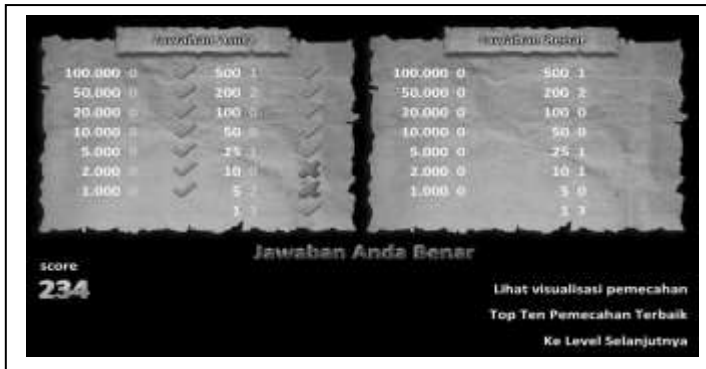 Jawaban Anda
100.000 0 500 1
50.000 0 200 2
20.000 0 100 0
10.000 0 50 0
5.000 25 1
2.000 10 0
1.000 5 2
1 3
Jawaban Benar
100.000 0 500 1
50.000 0 200 2
20.000 0 100 0
10.000 0 50 0
5.000 0 25 1
2.000 0 10 1
1.000 0 5 0
1 3
Jawaban Anda Benar
score
234
Lihat visualisasi pemecahan
Top Ten Pemecahan Terbaik
Ke Level Selanjutnya